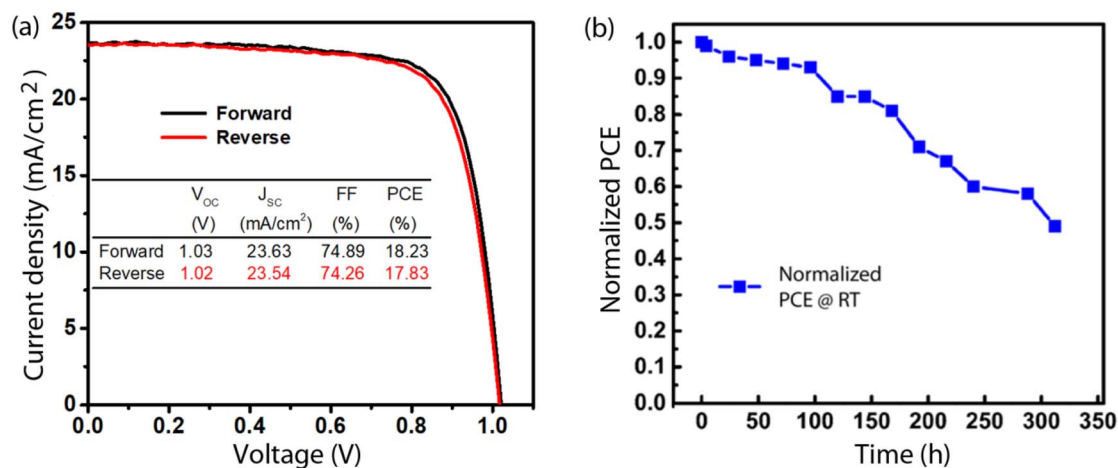 (a)
25
20
15
10
5
0
Current density (mA/cm2)
Forward
Reverse
V_OC J_SC FF PCE
(V) (mA/cm²) (%) (%)
Forward 1.03 23.63 74.89 18.23
Reverse 1.02 23.54 74.26 17.83
0.0 0.2 0.4 0.6 0.8 1.0
Voltage (V)
(b)
1.0
0.9
0.8
0.7
0.6
0.5
0.4
0.3
0.2
0.1
0.0
Normalized PCE
Normalized
PCE @ RT
0 50 100 150 200 250 300 350
Time (h)